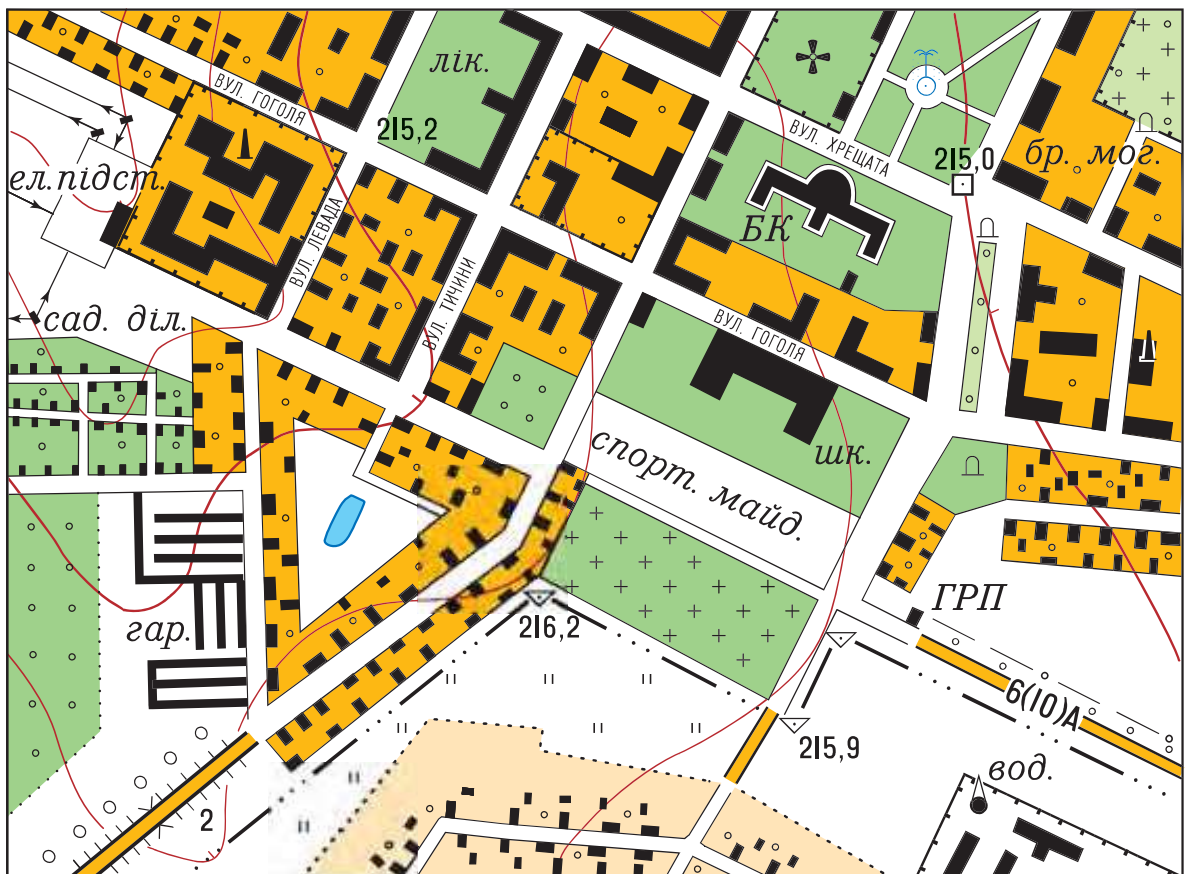 лік.
ВУЛ. ГОГОЛЯ
215,2
ВУЛ. ХРЕЩАТА
215,0
бр. мог.
ел.підст.
БК
ВУЛ. ЛЕВАДА
ВУЛ. ТИЧИНИ
сад. діл.
ВУЛ. ГОГОЛЯ
спорт. майд.
шк.
гар.
216,2
ГРП
6(10)А
215,9
вод.
2